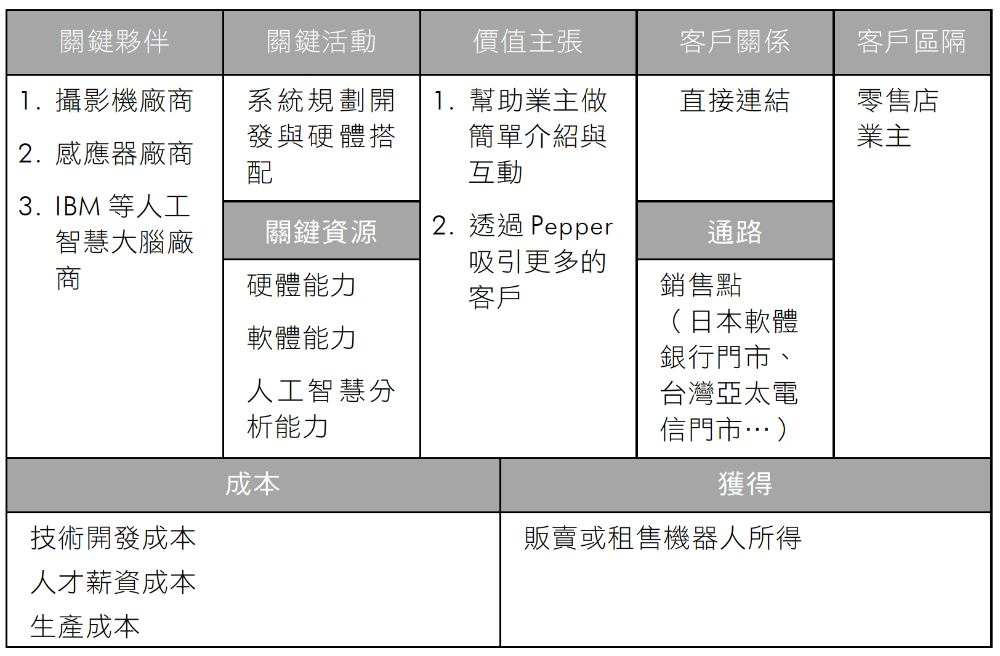 關鍵夥伴
1. 攝影機廠商
2. 感應器廠商
3. IBM 等人工
智慧大腦廠
商
關鍵活動
系統規劃開
發與硬體搭
配
關鍵資源
硬體能力
軟體能力
人工智慧分
析能力
價值主張
1. 幫助業主做
簡單介紹與
互動
2. 透過 Pepper
吸引更多的
客戶
客戶關係
直接連結
通路
銷售點
（日本軟體
銀行門市、
台灣亞太電
信門市…）
客戶區隔
零售店
業主
成本
技術開發成本
人才薪資成本
生產成本
獲得
販賣或租售機器人所得